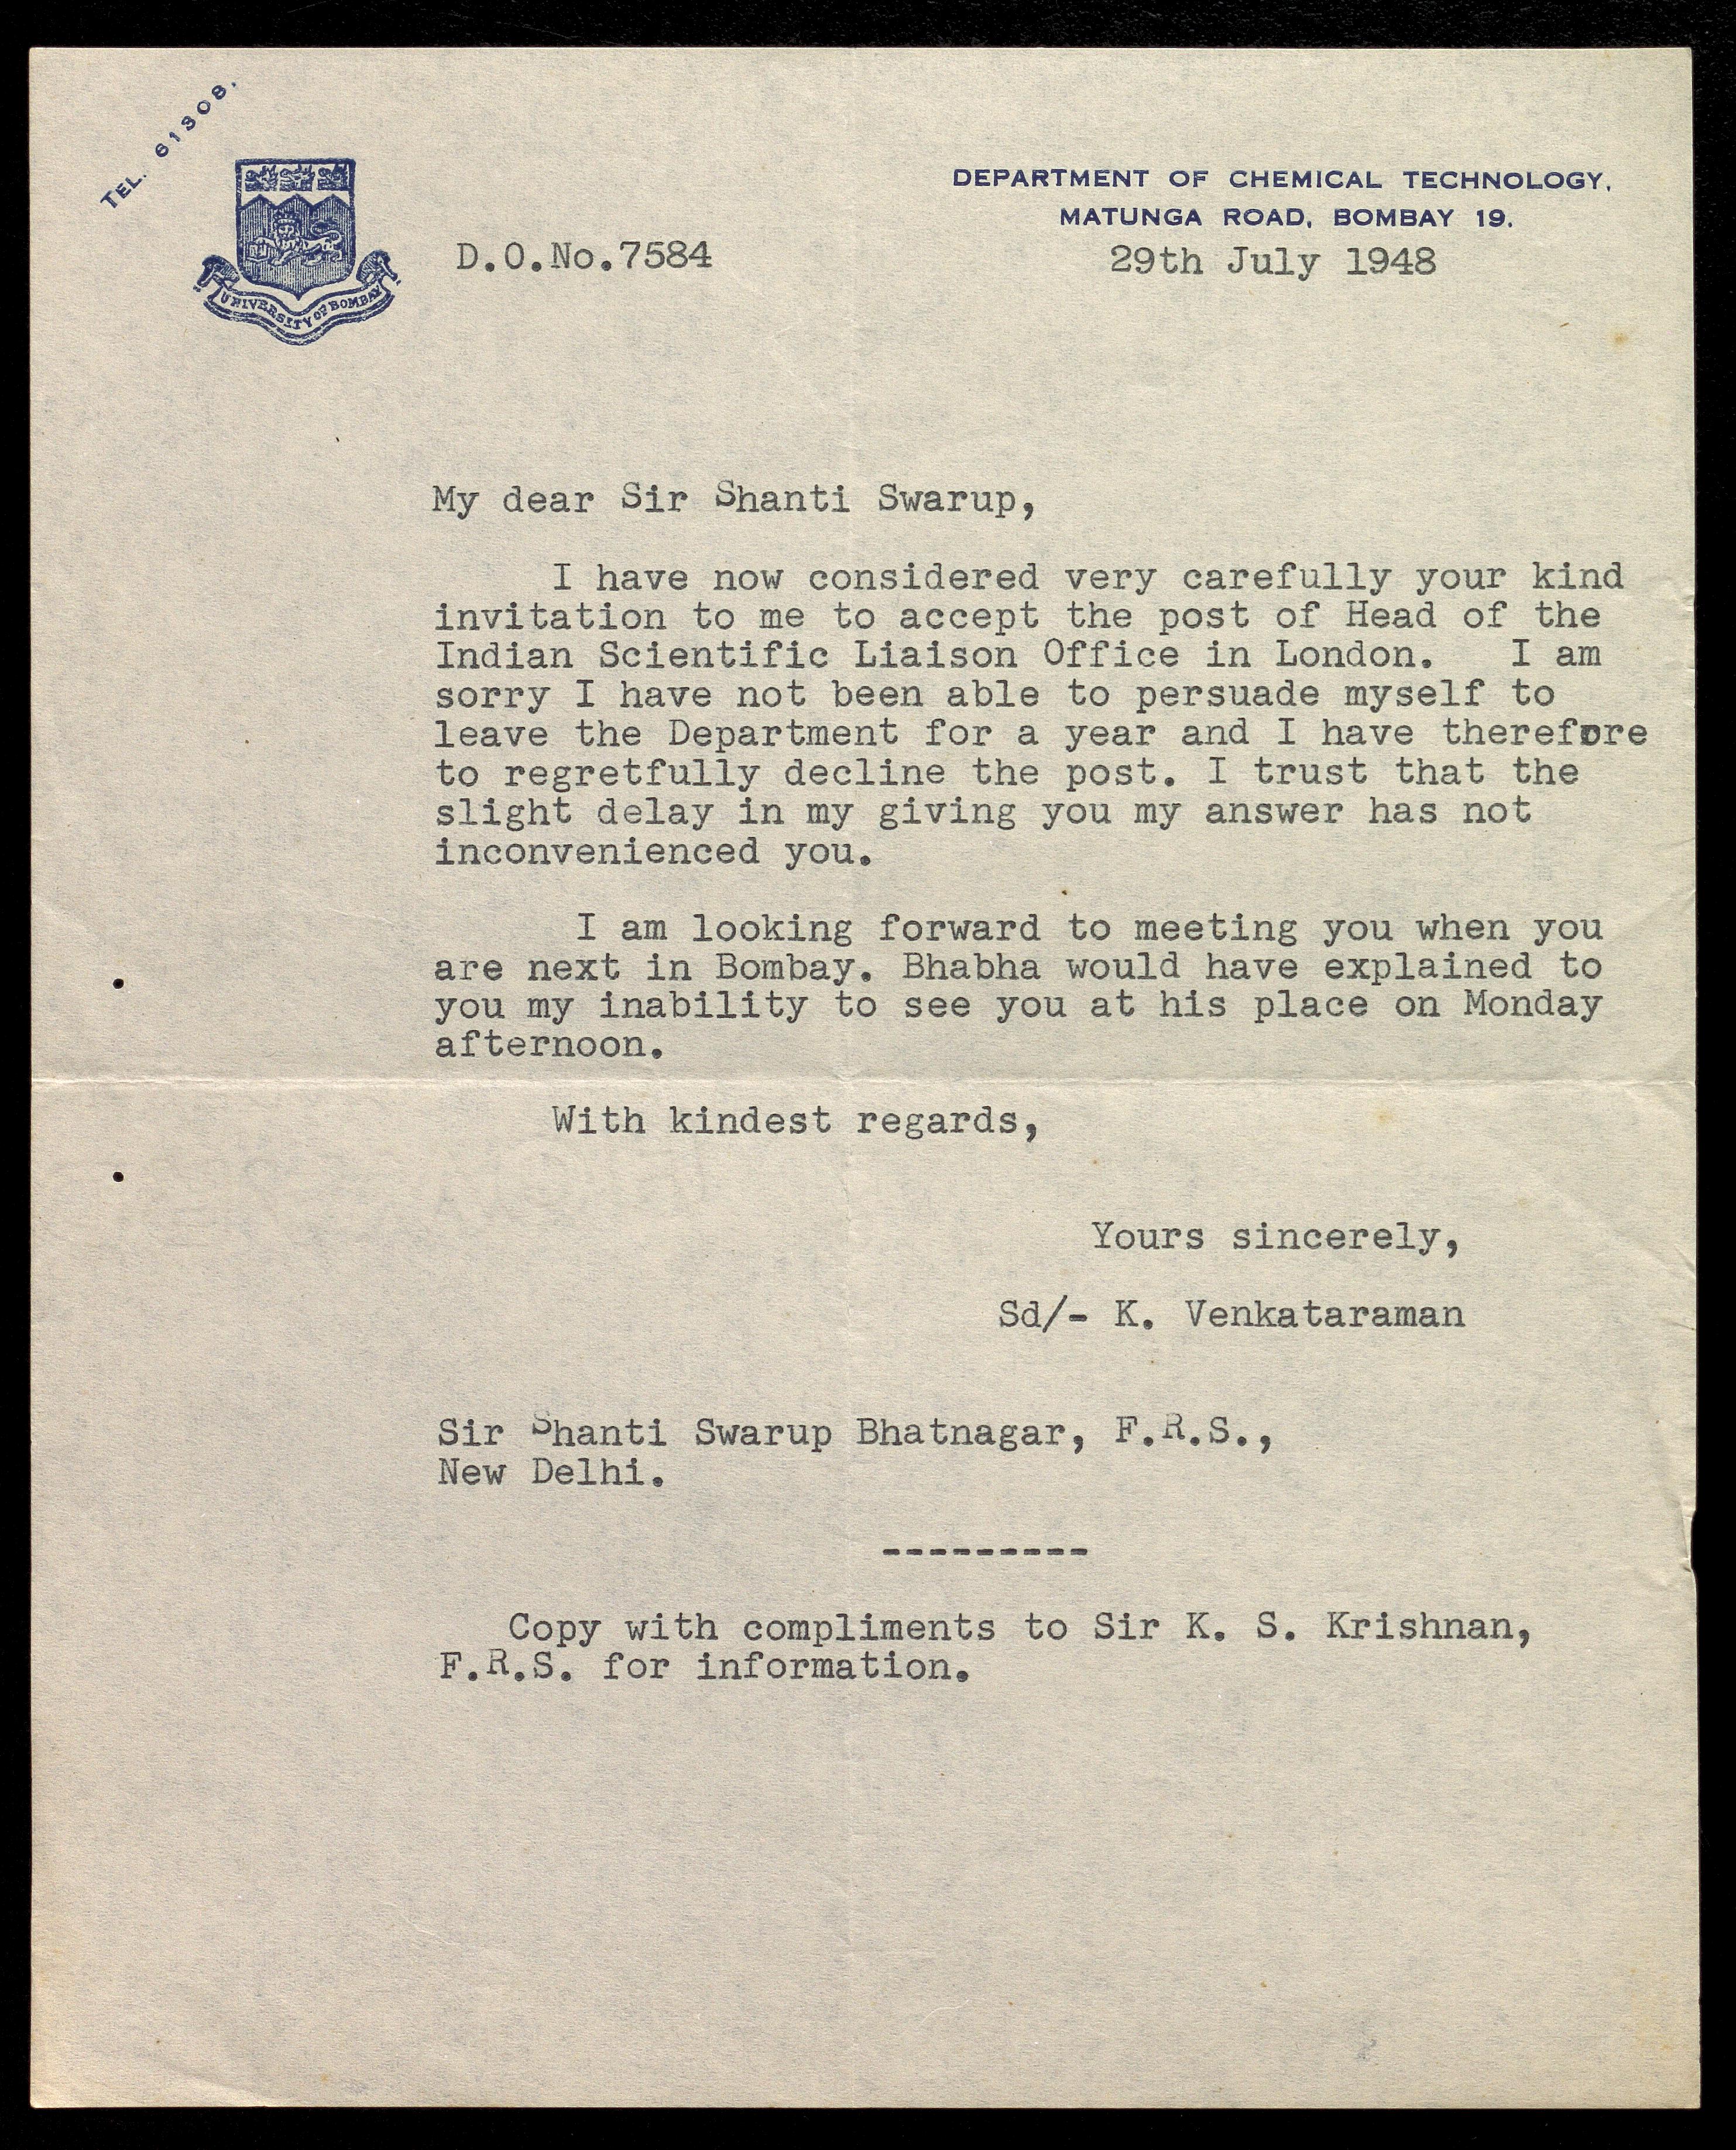 TEL. 61308.
UNIVERSITY OF BOMBAY
DEPARTMENT OF CHEMICAL TECHNOLOGY,
MATUNGA ROAD, BOMBAY 19.
D.O.No.7584
29th July 1948
My dear Sir Shanti Swarup,
I have now considered very carefully your kind
invitation to me to accept the post of Head of the
Indian Scientific Liaison Office in London. I am
sorry I have not been able to persuade myself to
leave the Department for a year and I have therefore
to regretfully decline the post. I trust that the
slight delay in my giving you my answer has not
inconvenienced you.
I am looking forward to meeting you when you
are next in Bombay. Bhabha would have explained to
you my inability to see you at his place on Monday
afternoon.
With kindest regards,
Yours sincerely,
Sd/- K. Venkataraman
Sir Shanti Swarup Bhatnagar, F.R.S.,
New Delhi.
---------
Copy with compliments to Sir K. S. Krishnan,
F.R.S. for information.